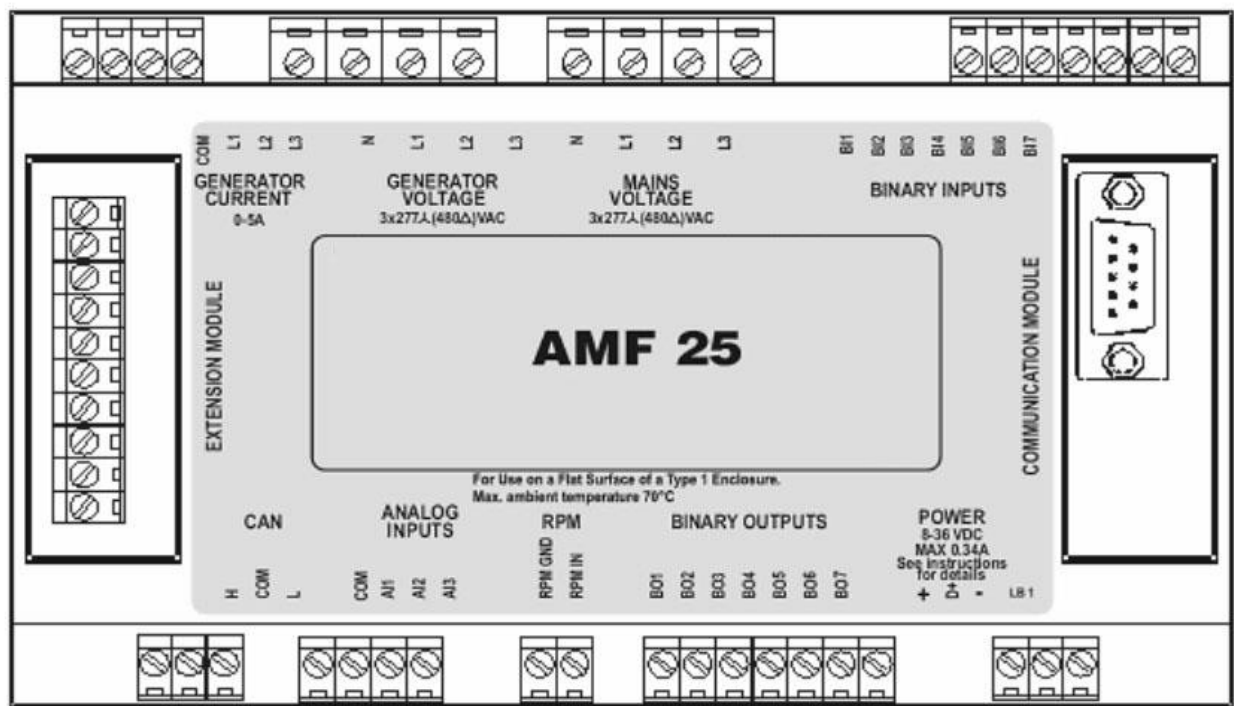 COM L1 L2 L3
N L1 L2 L3
N L1 L2 L3
BI1 BI2 BI3 BI4 BI5 BI6 BI7
GENERATOR
CURRENT
0-5A
GENERATOR
VOLTAGE
3x277⅄(480Δ)VAC
MAINS
VOLTAGE
3x277⅄(480Δ)VAC
BINARY INPUTS
EXTENSION MODULE
AMF 25
COMMUNICATION MODULE
For Use on a Flat Surface of a Type 1 Enclosure.
Max. ambient temperature 70°C
CAN
H COM L
ANALOG
INPUTS
COM AI1 AI2 AI3
RPM
RPM GND RPM IN
BINARY OUTPUTS
BO1 BO2 BO3 BO4 BO5 BO6 BO7
POWER
8-36 VDC
MAX 0.34A
See instructions
for details
+ D+ -
LB 1